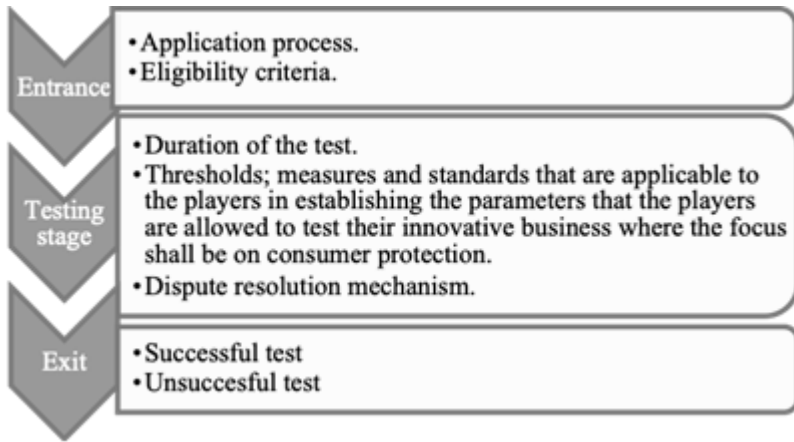 Entrance
•Application process.
•Eligibility criteria.
Testing
stage
•Duration of the test.
•Thresholds; measures and standards that are applicable to
the players in establishing the parameters that the players
are allowed to test their innovative business where the focus
shall be on consumer protection.
•Dispute resolution mechanism.
Exit
•Successful test
•Unsuccesful test